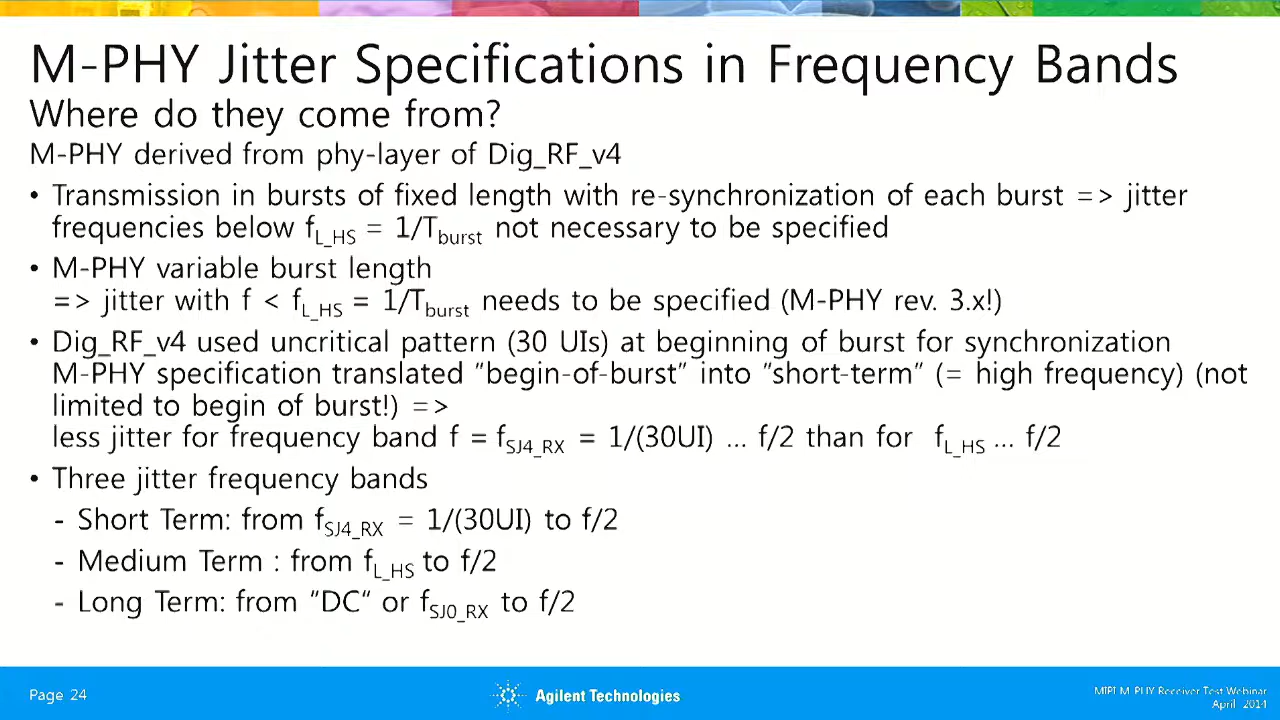 M-PHY Jitter Specifications in Frequency Bands
Where do they come from?
M-PHY derived from phy-layer of Dig_RF_v4
• Transmission in bursts of fixed length with re-synchronization of each burst => jitter
frequencies below fL_HS = 1/Tburst not necessary to be specified
• M-PHY variable burst length
=> jitter with f < fL_HS = 1/Tburst needs to be specified (M-PHY rev. 3.x!)
• Dig_RF_v4 used uncritical pattern (30 UIs) at beginning of burst for synchronization
M-PHY specification translated "begin-of-burst" into "short-term" (= high frequency) (not
limited to begin of burst!) =>
less jitter for frequency band f = fSJ4_RX = 1/(30UI) … f/2 than for fL_HS … f/2
• Three jitter frequency bands
- Short Term: from fSJ4_RX = 1/(30UI) to f/2
- Medium Term : from fL_HS to f/2
- Long Term: from "DC" or fSJ0_RX to f/2
Page 24
Agilent Technologies
MIPI M-PHY Receiver Test Webinar
April 2014